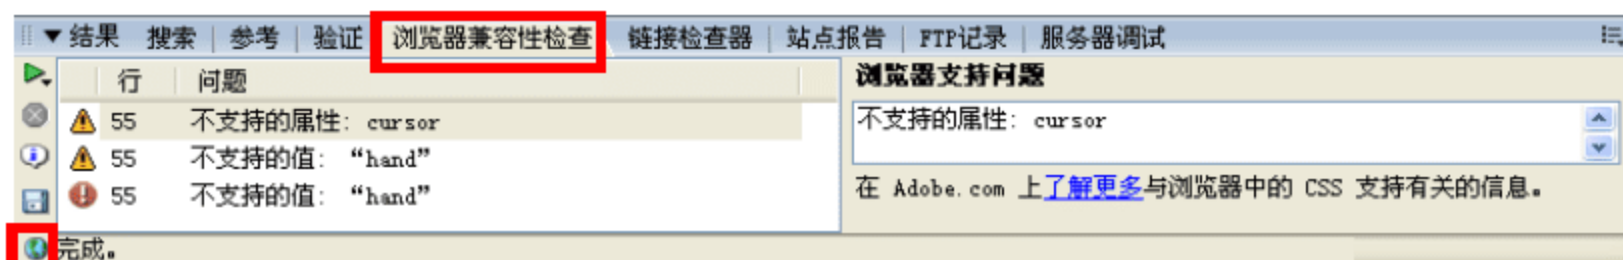 ▼结果 搜索 | 参考 | 验证 浏览器兼容性检查 链接检查器 | 站点报告 | FTP记录 | 服务器调试
行 问题
55 不支持的属性: cursor
55 不支持的值: “hand”
55 不支持的值: “hand”
浏览器支持问题
不支持的属性: cursor
在 Adobe.com 上了解更多与浏览器中的 CSS 支持有关的信息。
完成。